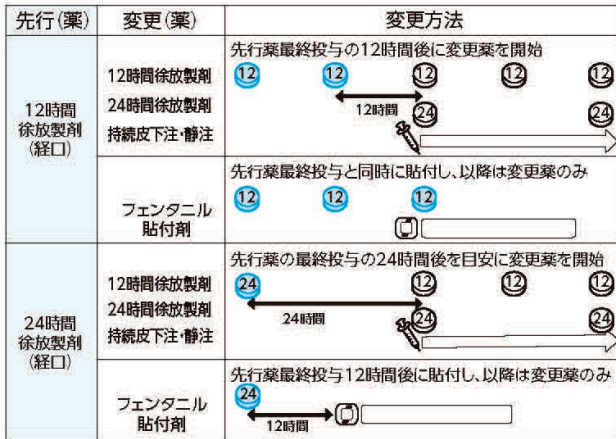 先行(薬) 変更(薬) 変更方法
12時間
徐放製剤
(経口)
12時間徐放製剤
24時間徐放製剤
持続皮下注・静注
先行薬最終投与の12時間後に変更薬を開始
12 12 12 12 12
12時間
24 24
フェンタニル
貼付剤
先行薬最終投与と同時に貼付し、以降は変更薬のみ
12 12 12
24時間
徐放製剤
(経口)
12時間徐放製剤
24時間徐放製剤
持続皮下注・静注
先行薬の最終投与の24時間後を目安に変更薬を開始
24 12 12 12
24時間
24 24
フェンタニル
貼付剤
先行薬最終投与12時間後に貼付し、以降は変更薬のみ
24
12時間